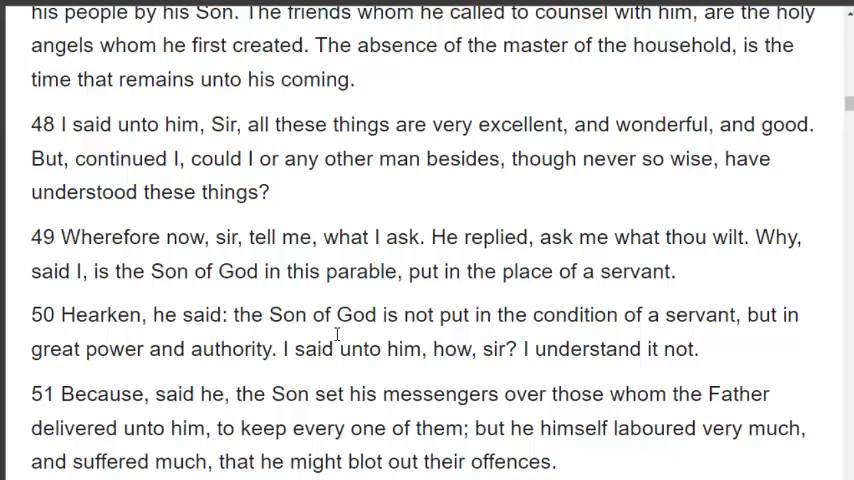 his people by his Son. The friends whom he called to counsel with him, are the holy
angels whom he first created. The absence of the master of the household, is the
time that remains unto his coming.
48 I said unto him, Sir, all these things are very excellent, and wonderful, and good.
But, continued I, could I or any other man besides, though never so wise, have
understood these things?
49 Wherefore now, sir, tell me, what I ask. He replied, ask me what thou wilt. Why,
said I, is the Son of God in this parable, put in the place of a servant.
50 Hearken, he said: the Son of God is not put in the condition of a servant, but in
great power and authority. I said unto him, how, sir? I understand it not.
51 Because, said he, the Son set his messengers over those whom the Father
delivered unto him, to keep every one of them; but he himself laboured very much,
and suffered much, that he might blot out their offences.